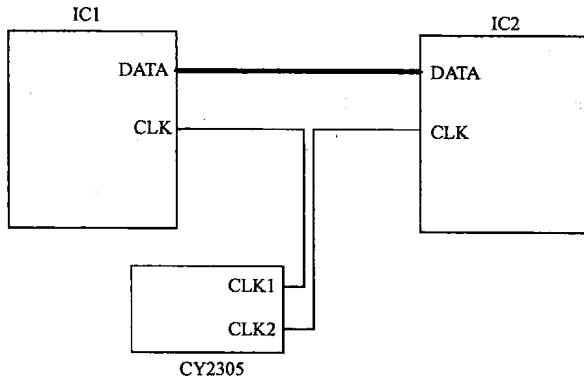 IC1
IC2
DATA
DATA
CLK
CLK
CLK1
CLK2
CY2305